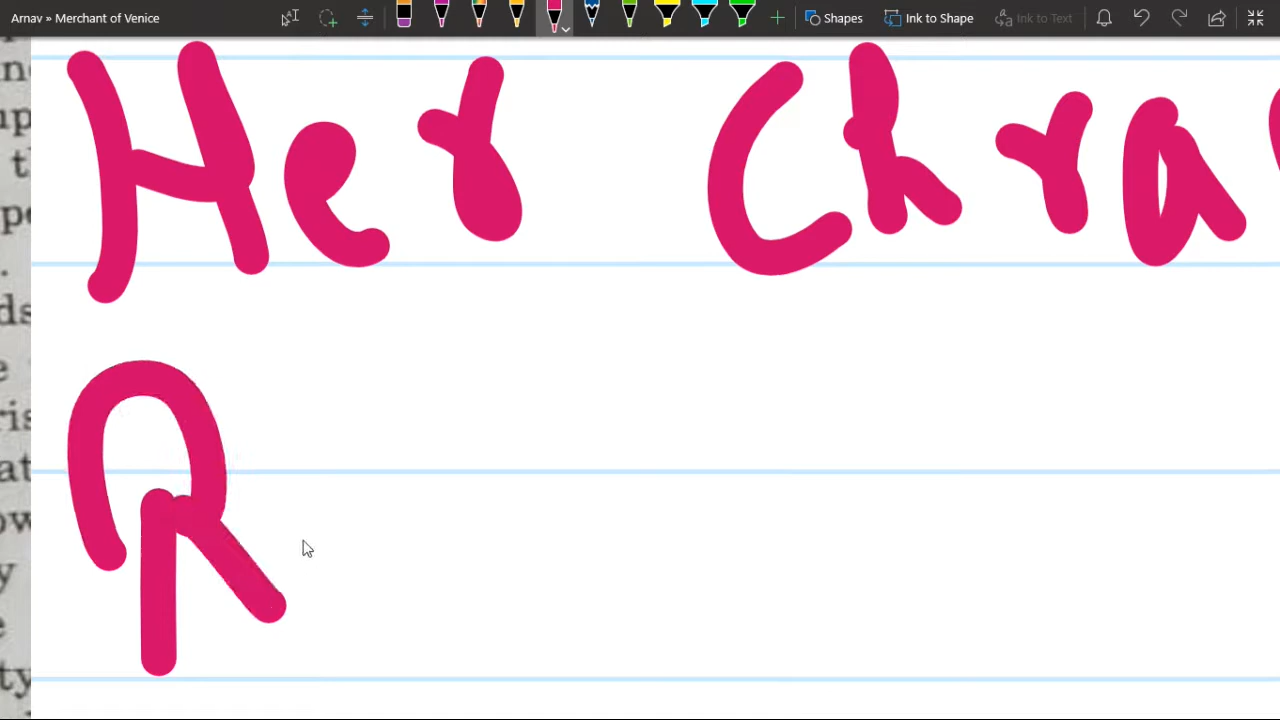 Arnav » Merchant of Venice
Shapes
Ink to Shape
Ink to Text
Her Chra
R